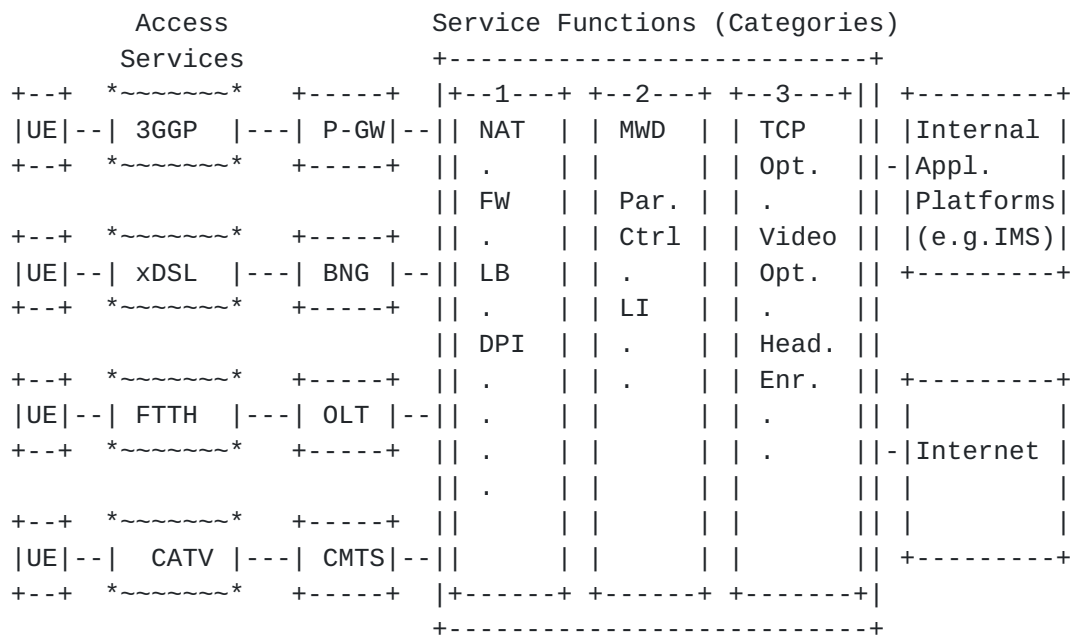 Access             Service Functions (Categories)
       Services            +---------------------------+
+--+  *~~~~~~~*   +-----+  |+--1---+ +--2---+ +--3---+|| +---------+
|UE|--| 3GGP  |---| P-GW|--|| NAT  | | MWD  | | TCP   || |Internal |
+--+  *~~~~~~~*   +-----+  || .    | |      | | Opt.  ||-|Appl.    |
                           || FW   | | Par. | | .     || |Platforms|
+--+  *~~~~~~~*   +-----+  || .    | | Ctrl | | Video || |(e.g.IMS)|
|UE|--| xDSL  |---| BNG |--|| LB   | | .    | | Opt.  || +---------+
+--+  *~~~~~~~*   +-----+  || .    | | LI   | | .     ||
                           || DPI  | | .    | | Head. ||
+--+  *~~~~~~~*   +-----+  || .    | | .    | | Enr.  || +---------+
|UE|--| FTTH  |---| OLT |--|| .    | |      | | .     || |         |
+--+  *~~~~~~~*   +-----+  || .    | |      | | .     ||-|Internet |
                           || .    | |      | |       || |         |
+--+  *~~~~~~~*   +-----+  ||      | |      | |       || |         |
|UE|--|  CATV |---| CMTS|--||      | |      | |       || +---------+
+--+  *~~~~~~~*   +-----+  |+------+ +------+ +-------+|
                           +---------------------------+